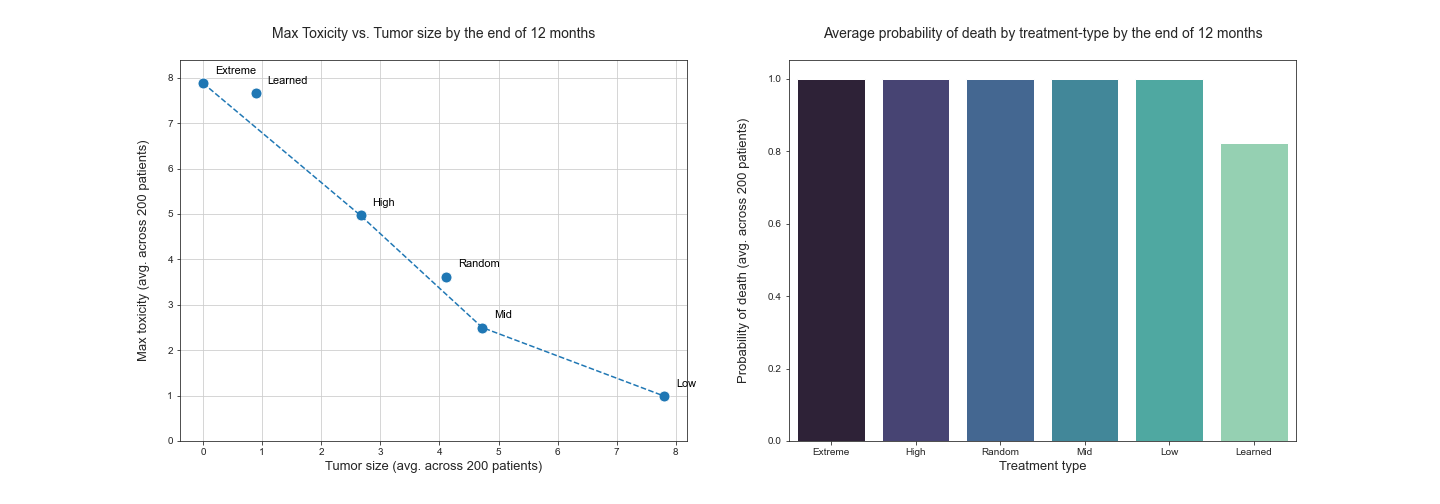 Max Toxicity vs. Tumor size by the end of 12 months
Max toxicity (avg. across 200 patients)
8
7
6
5
4
3
2
1
0
Extreme
Learned
High
Random
Mid
Low
0 1 2 3 4 5 6 7 8
Tumor size (avg. across 200 patients)
Average probability of death by treatment-type by the end of 12 months
Probability of death (avg. across 200 patients)
1.0
0.8
0.6
0.4
0.2
0.0
Extreme High Random Mid Low Learned
Treatment type